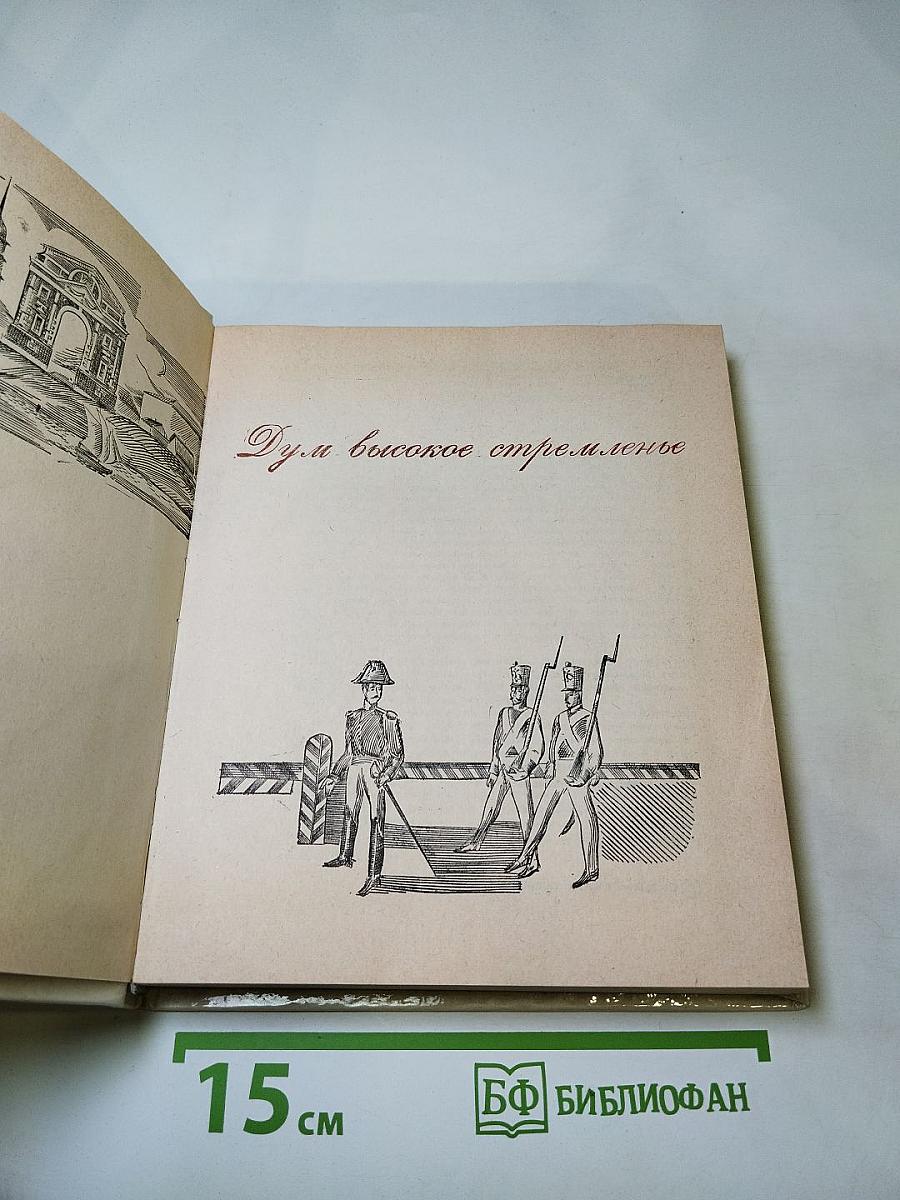 Дум высокое стремленье
15 см
БФ БИБЛИОФАН